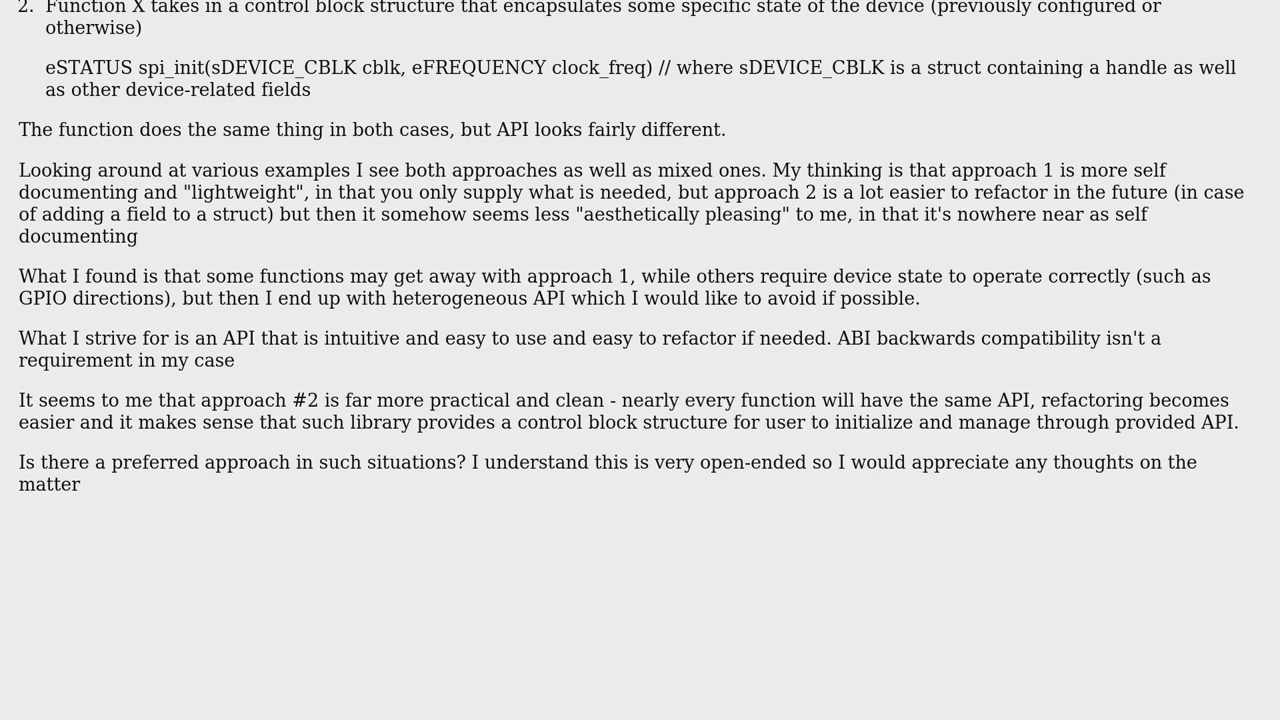 2. Function X takes in a control block structure that encapsulates some specific state of the device (previously configured or
otherwise)
eSTATUS spi_init(sDEVICE_CBLK cblk, eFREQUENCY clock_freq) // where sDEVICE_CBLK is a struct containing a handle as well
as other device-related fields
The function does the same thing in both cases, but API looks fairly different.
Looking around at various examples I see both approaches as well as mixed ones. My thinking is that approach 1 is more self
documenting and "lightweight", in that you only supply what is needed, but approach 2 is a lot easier to refactor in the future (in case
of adding a field to a struct) but then it somehow seems less "aesthetically pleasing" to me, in that it's nowhere near as self
documenting
What I found is that some functions may get away with approach 1, while others require device state to operate correctly (such as
GPIO directions), but then I end up with heterogeneous API which I would like to avoid if possible.
What I strive for is an API that is intuitive and easy to use and easy to refactor if needed. ABI backwards compatibility isn't a
requirement in my case
It seems to me that approach #2 is far more practical and clean - nearly every function will have the same API, refactoring becomes
easier and it makes sense that such library provides a control block structure for user to initialize and manage through provided API.
Is there a preferred approach in such situations? I understand this is very open-ended so I would appreciate any thoughts on the
matter